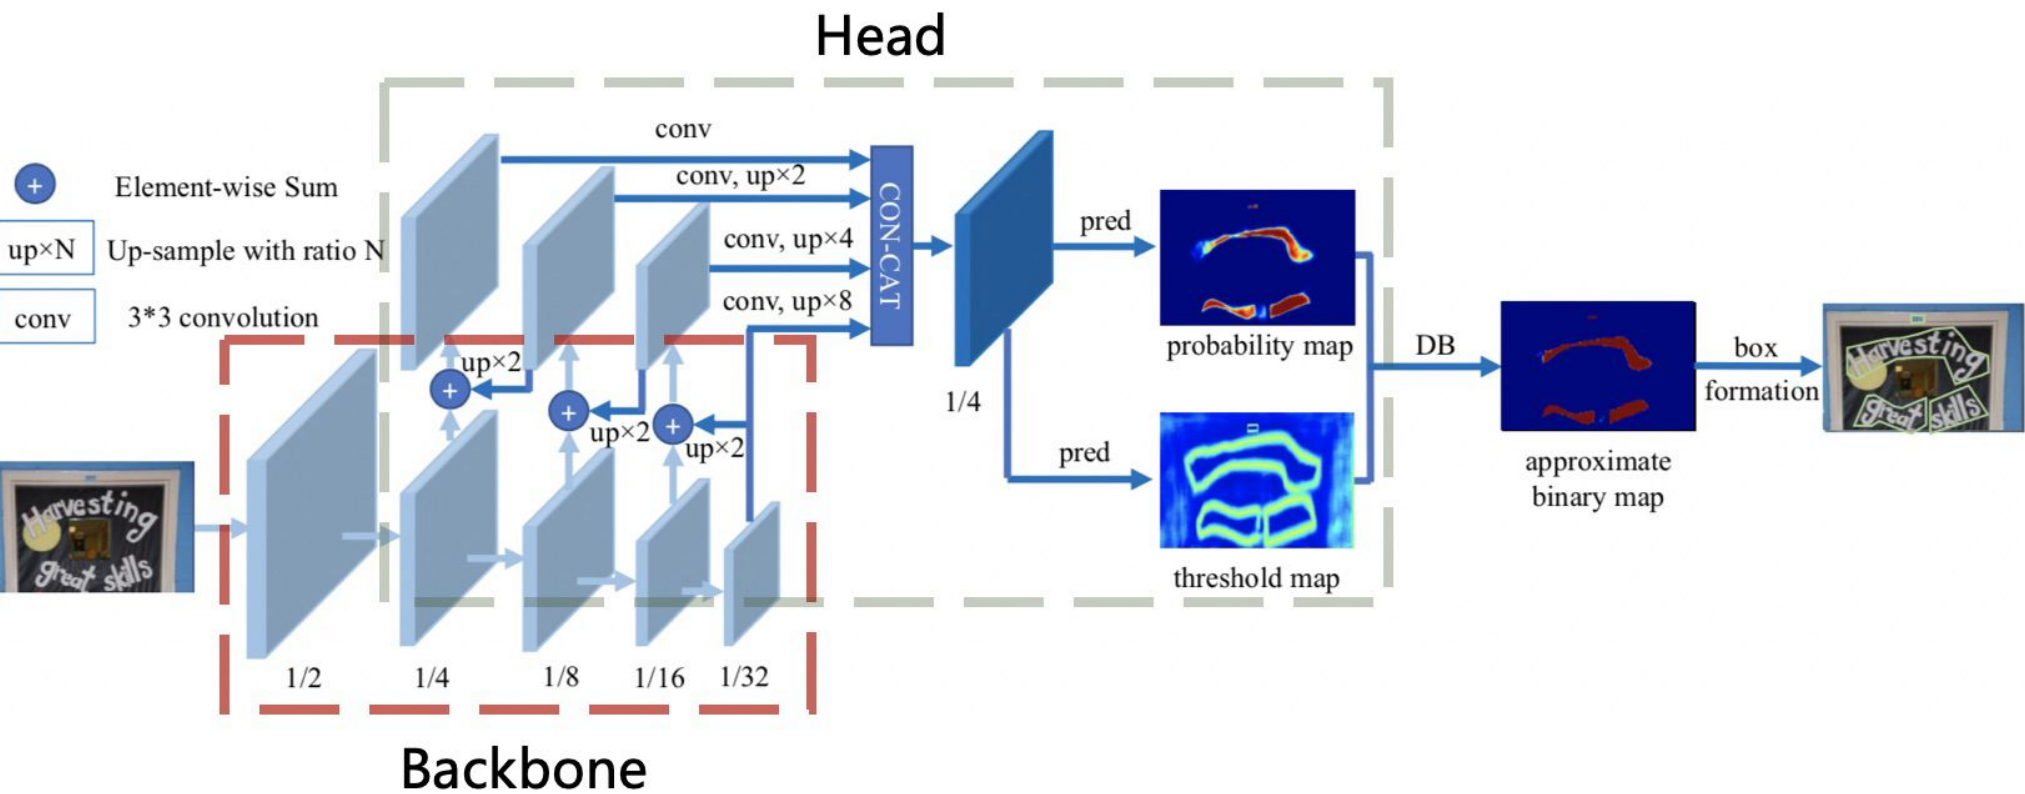 Head
+
Element-wise Sum
up×N
Up-sample with ratio N
conv
3*3 convolution
conv
conv, up×2
conv, up×4
conv, up×8
CON-CAT
up×2
+
up×2
+
up×2
+
1/4
pred
pred
probability map
threshold map
DB
approximate
binary map
box
formation
Harvesting
great skills
Harvesting
great skills
1/2
1/4
1/8
1/16
1/32
Backbone